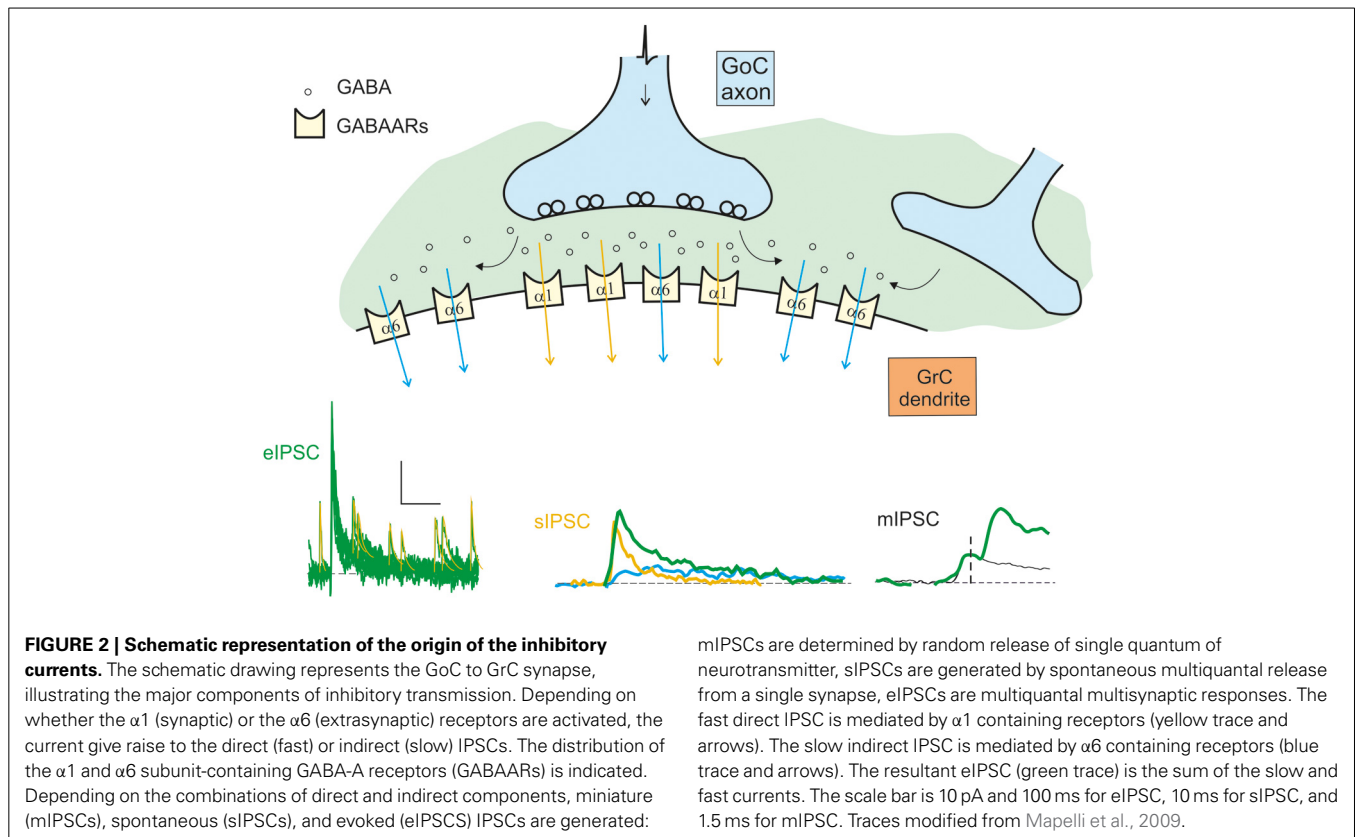 GABA
GABAARs
GoC
axon
α6
α6
α1
α1
α6
α1
α6
α6
GrC
dendrite
eIPSC
sIPSC
mIPSC
FIGURE 2 | Schematic representation of the origin of the inhibitory
currents. The schematic drawing represents the GoC to GrC synapse,
illustrating the major components of inhibitory transmission. Depending on
whether the α1 (synaptic) or the α6 (extrasynaptic) receptors are activated, the
current give raise to the direct (fast) or indirect (slow) IPSCs. The distribution of
the α1 and α6 subunit-containing GABA-A receptors (GABAARs) is indicated.
Depending on the combinations of direct and indirect components, miniature
(mIPSCs), spontaneous (sIPSCs), and evoked (eIPSCS) IPSCs are generated:
mIPSCs are determined by random release of single quantum of
neurotransmitter, sIPSCs are generated by spontaneous multiquantal release
from a single synapse, eIPSCs are multiquantal multisynaptic responses. The
fast direct IPSC is mediated by α1 containing receptors (yellow trace and
arrows). The slow indirect IPSC is mediated by α6 containing receptors (blue
trace and arrows). The resultant eIPSC (green trace) is the sum of the slow and
fast currents. The scale bar is 10 pA and 100 ms for eIPSC, 10 ms for sIPSC, and
1.5 ms for mIPSC. Traces modified from Mapelli et al., 2009.